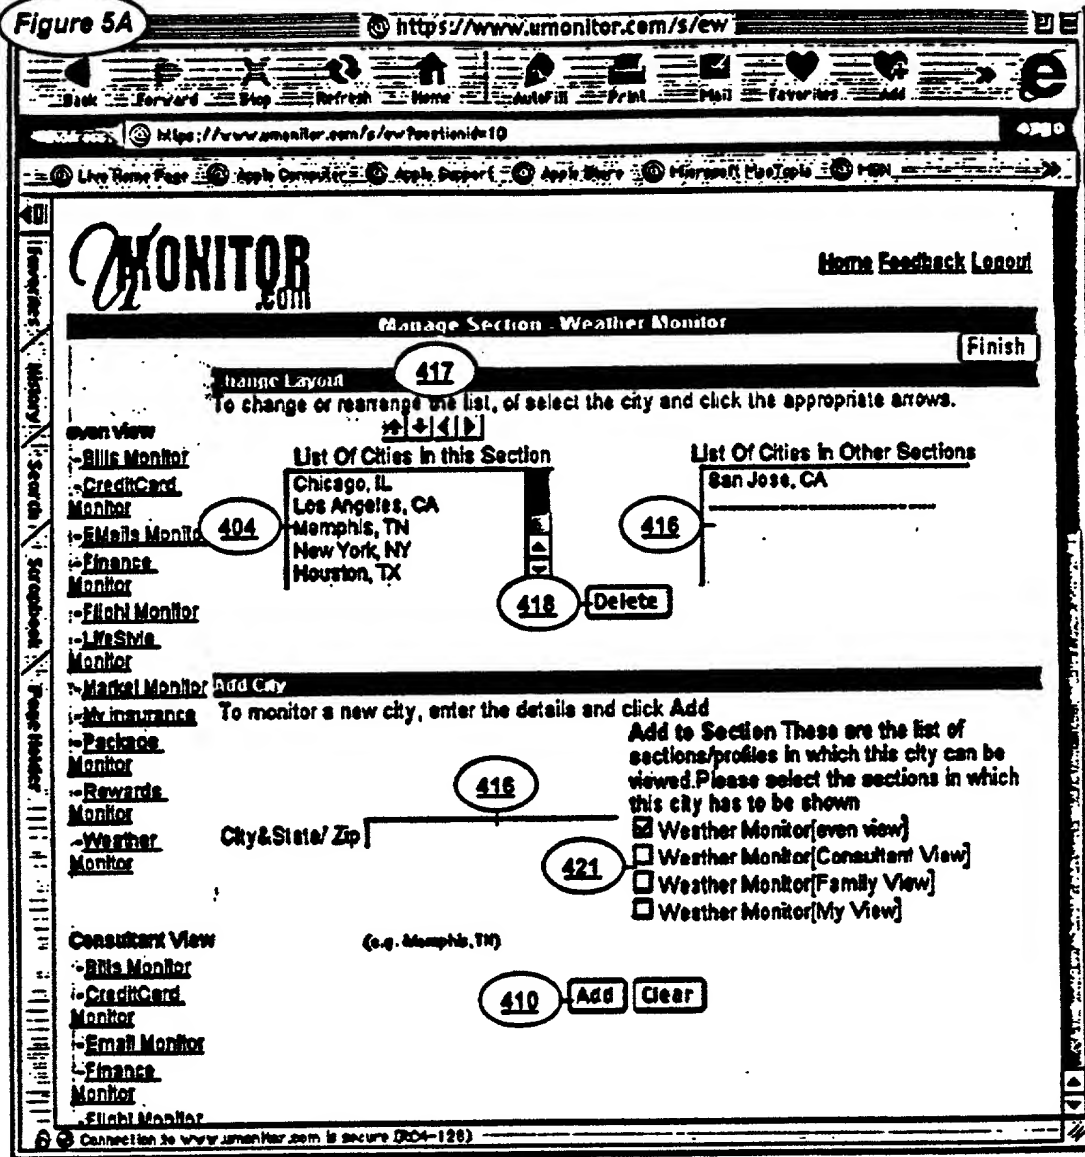 Figure 5A
https://www.umonitor.com/s/ew
Back Forward Stop Refresh Home AutoFill Print Mail Favorites Add
https://www.umonitor.com/s/ew?sectionid=10
Live Home Page Apple Computer Apple Support Apple Store Microsoft MacTopia MSN
Favorites
History
Search
Scrapbook
Page Holder
UMONITOR
.com
Home Feedback Logout
Manage Section - Weather Monitor
Finish
Change Layout
417
To change or rearrange the list, of select the city and click the appropriate arrows.
List Of Cities in this Section
Chicago, IL
Los Angeles, CA
Memphis, TN
New York, NY
Houston, TX
404
List Of Cities in Other Sections
San Jose, CA
416
418
Delete
even view
Bills Monitor
CreditCard
Monitor
EMails Monitor
Finance
Monitor
Flight Monitor
LifeStyle
Monitor
Market Monitor
My insurance
Package
Monitor
Rewards
Monitor
Weather
Monitor
Add City
To monitor a new city, enter the details and click Add
Add to Section These are the list of
sections/profiles in which this city can be
viewed.Please select the sections in which
this city has to be shown
415
City&State/ Zip
421
Weather Monitor[even view]
Weather Monitor[Consultant View]
Weather Monitor[Family View]
Weather Monitor[My View]
(e.g. Memphis,TN)
410
Add Clear
Consultant View
Bills Monitor
CreditCard
Monitor
Email Monitor
Finance
Monitor
Flight Monitor
Connection to www.umonitor.com is secure (RC4-128)